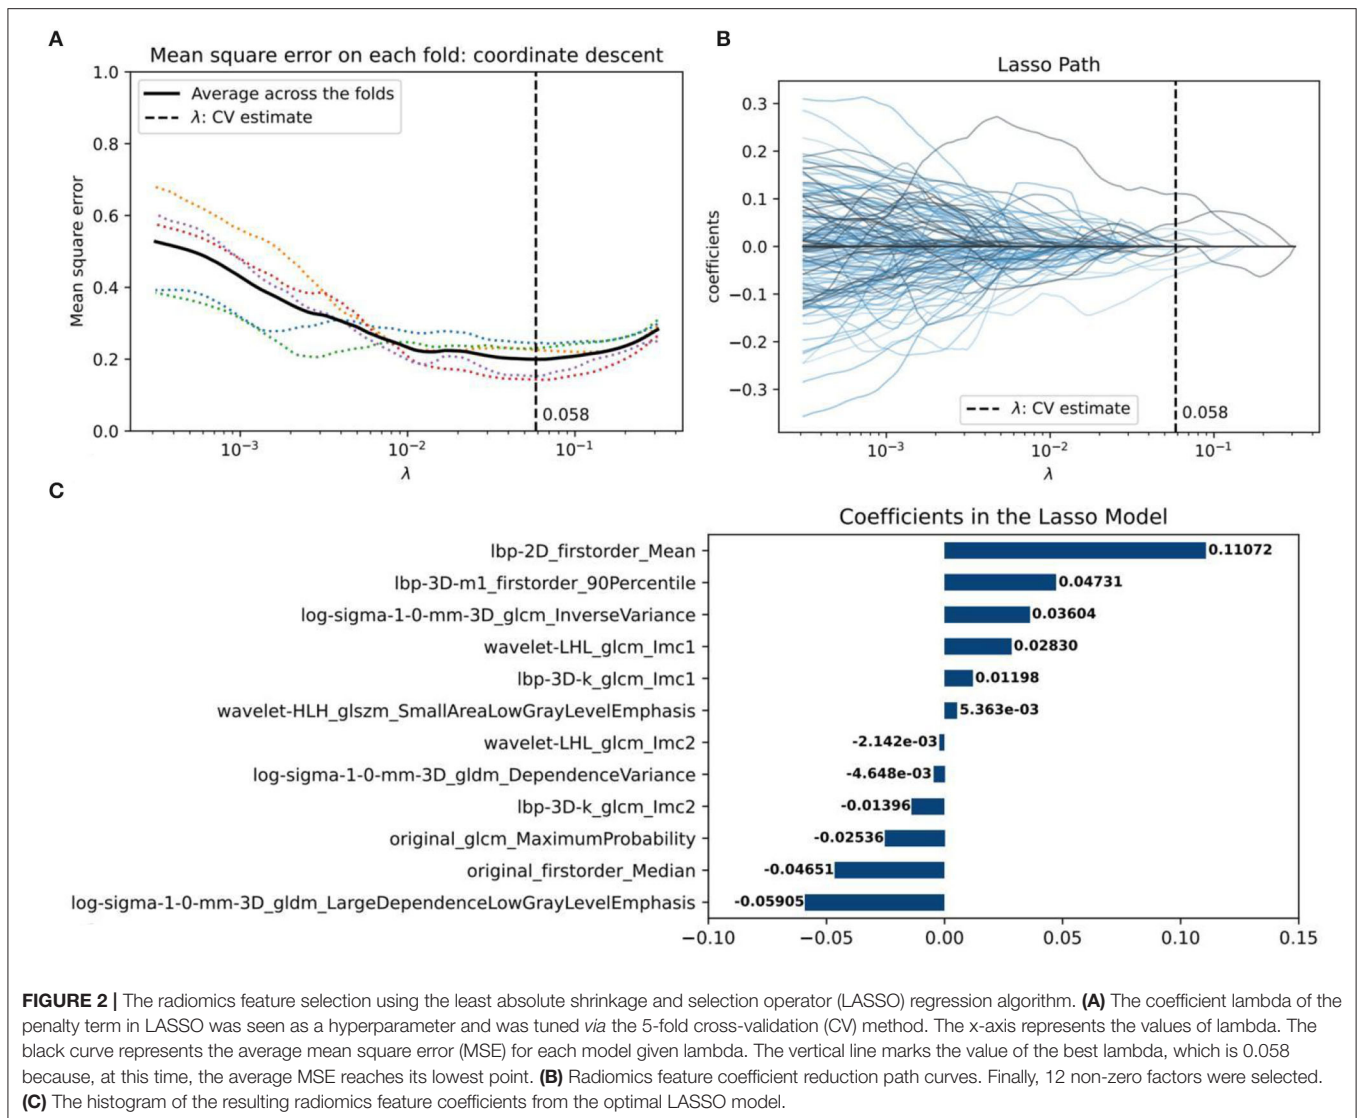 A
Mean square error on each fold: coordinate descent
Average across the folds
λ: CV estimate
Mean square error
1.0
0.8
0.6
0.4
0.2
0.0
0.058
10⁻³
10⁻²
10⁻¹
λ
B
Lasso Path
coefficients
0.3
0.2
0.1
0.0
−0.1
−0.2
−0.3
λ: CV estimate
0.058
10⁻³
10⁻²
10⁻¹
λ
C
Coefficients in the Lasso Model
lbp-2D_firstorder_Mean 0.11072
lbp-3D-m1_firstorder_90Percentile 0.04731
log-sigma-1-0-mm-3D_glcm_InverseVariance 0.03604
wavelet-LHL_glcm_Imc1 0.02830
lbp-3D-k_glcm_Imc1 0.01198
wavelet-HLH_glszm_SmallAreaLowGrayLevelEmphasis 5.363e-03
wavelet-LHL_glcm_Imc2 -2.142e-03
log-sigma-1-0-mm-3D_gldm_DependenceVariance -4.648e-03
lbp-3D-k_glcm_Imc2 -0.01396
original_glcm_MaximumProbability -0.02536
original_firstorder_Median -0.04651
log-sigma-1-0-mm-3D_gldm_LargeDependenceLowGrayLevelEmphasis -0.05905
−0.10 −0.05 0.00 0.05 0.10 0.15
FIGURE 2 | The radiomics feature selection using the least absolute shrinkage and selection operator (LASSO) regression algorithm. (A) The coefficient lambda of the
penalty term in LASSO was seen as a hyperparameter and was tuned via the 5-fold cross-validation (CV) method. The x-axis represents the values of lambda. The
black curve represents the average mean square error (MSE) for each model given lambda. The vertical line marks the value of the best lambda, which is 0.058
because, at this time, the average MSE reaches its lowest point. (B) Radiomics feature coefficient reduction path curves. Finally, 12 non-zero factors were selected.
(C) The histogram of the resulting radiomics feature coefficients from the optimal LASSO model.